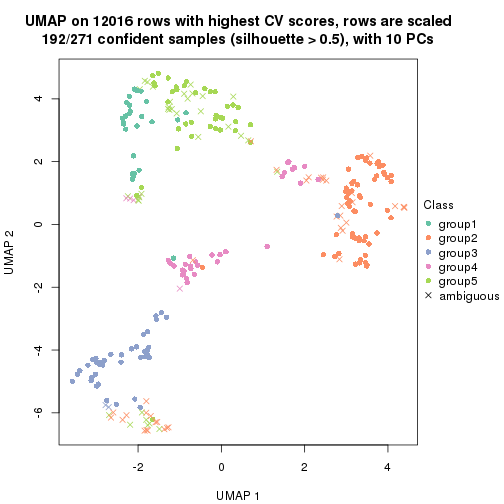 UMAP on 12016 rows with highest CV scores, rows are scaled
192/271 confident samples (silhouette > 0.5), with 10 PCs
4
2
0
-2
-4
-6
UMAP 2
-2
0
2
4
UMAP 1
Class
group1
group2
group3
group4
group5
ambiguous